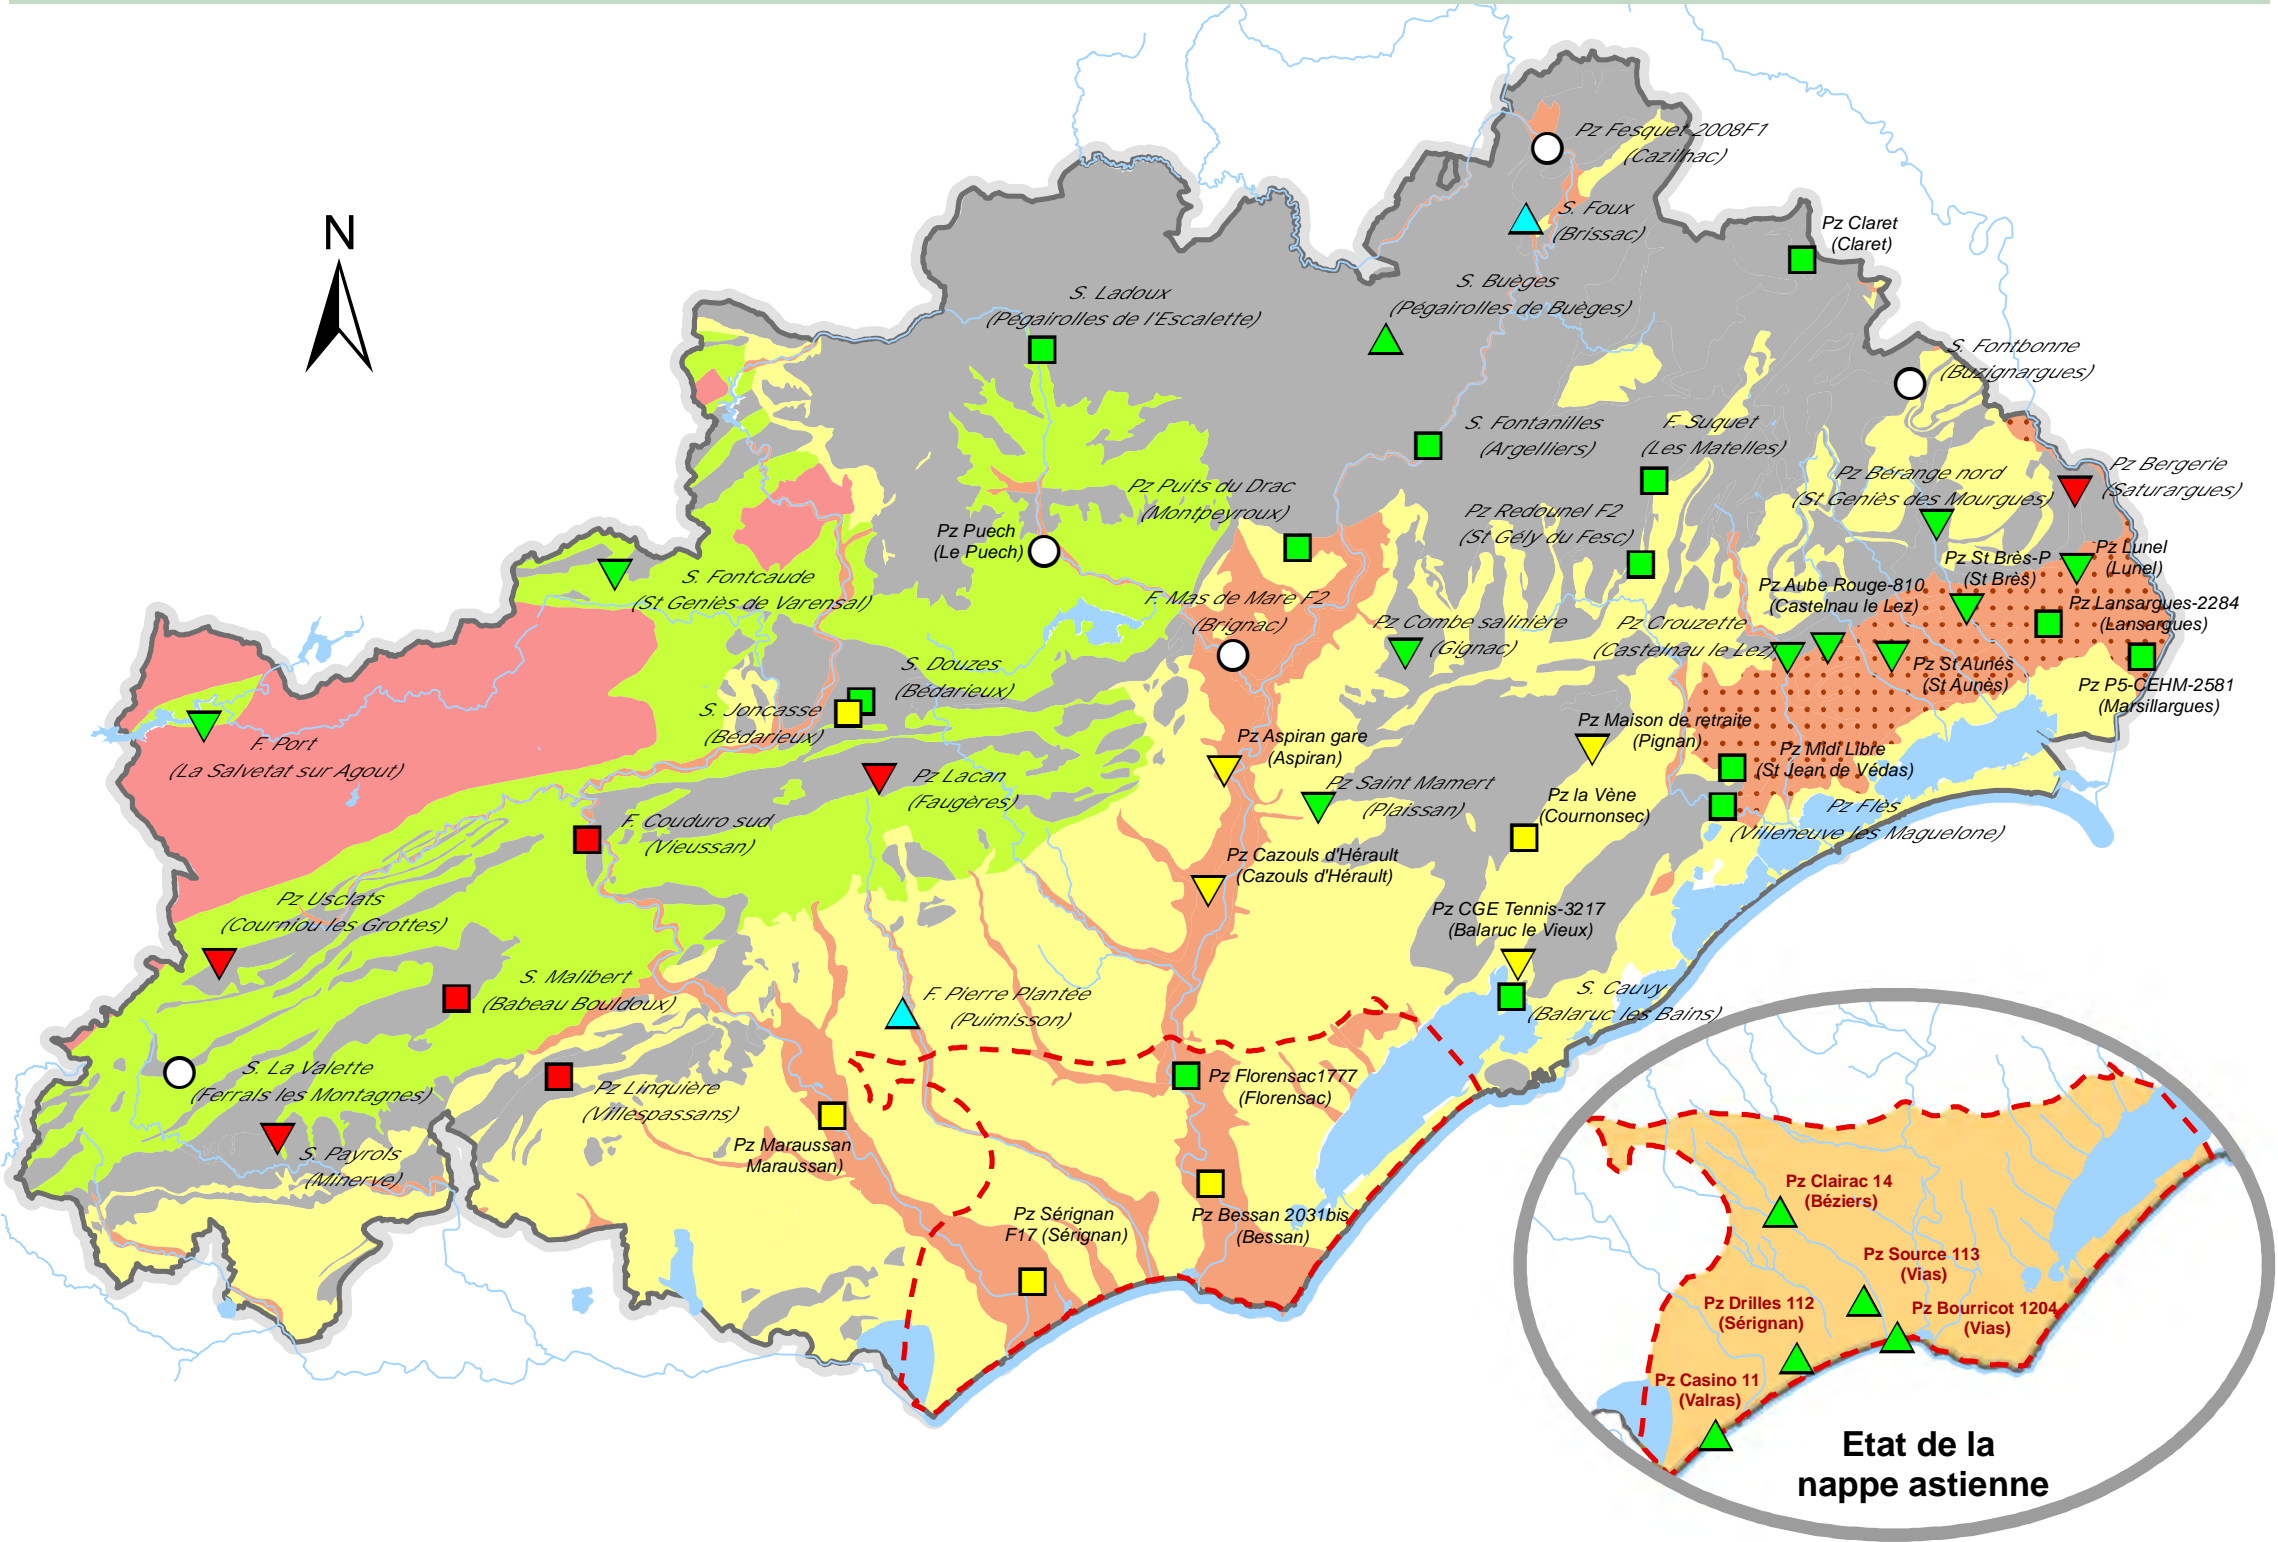 N
Pz Fesquet 2008F1
(Cazilhac)
S. Foux
(Brissac)
Pz Claret
(Claret)
S. Buèges
(Pégairolles de Buèges)
S. Ladoux
(Pégairolles de l'Escalette)
S. Fontbonne
(Buzignargues)
S. Fontanilles
(Argelliers)
F. Suquet
(Les Matelles)
Pz Bérange nord
(St Geniès des Mourgues)
Pz Bergerie
(Saturargues)
Pz Puits du Drac
(Montpeyroux)
Pz Redounel F2
(St Gély du Fesc)
Pz Puech
(Le Puech)
Pz St Brès-P
(St Brès)
Pz Lunel
(Lunel)
S. Fontcaude
(St Geniès de Varensal)
Pz Aube Rouge-810
(Castelnau le Lez)
F. Mas de Mare F2
(Brignac)
Pz Lansargues-2284
(Lansargues)
Pz Combe salinière
(Gignac)
Pz Crouzette
(Castelnau le Lez)
S. Douzes
(Bédarieux)
Pz St Aunés
(St Aunès)
Pz P5-CEHM-2581
(Marsillargues)
S. Joncasse
(Bédarieux)
Pz Maison de retraite
(Pignan)
F. Port
(La Salvetat sur Agout)
Pz Aspiran gare
(Aspiran)
Pz Midi Libre
(St Jean de Védas)
Pz Lacan
(Faugères)
Pz Saint Mamert
(Plaissan)
Pz la Vène
(Cournonsec)
Pz Flès
(Villeneuve les Maguelone)
F. Couduro sud
(Vieussan)
Pz Cazouls d'Hérault
(Cazouls d'Hérault)
Pz Usclats
(Courniou les Grottes)
Pz CGE Tennis-3217
(Balaruc le Vieux)
S. Malibert
(Babeau Bouldoux)
F. Pierre Plantée
(Puimisson)
S. Cauvy
(Balaruc les Bains)
S. La Valette
(Ferrals les Montagnes)
Pz Linquière
(Villespassans)
Pz Florensac1777
(Florensac)
S. Payrols
(Minerve)
Pz Maraussan
Maraussan)
Pz Sérignan
F17 (Sérignan)
Pz Bessan 2031bis
(Bessan)
Pz Clairac 14
(Béziers)
Pz Source 113
(Vias)
Pz Drilles 112
(Sérignan)
Pz Bourricot 1204
(Vias)
Pz Casino 11
(Valras)
Etat de la
nappe astienne